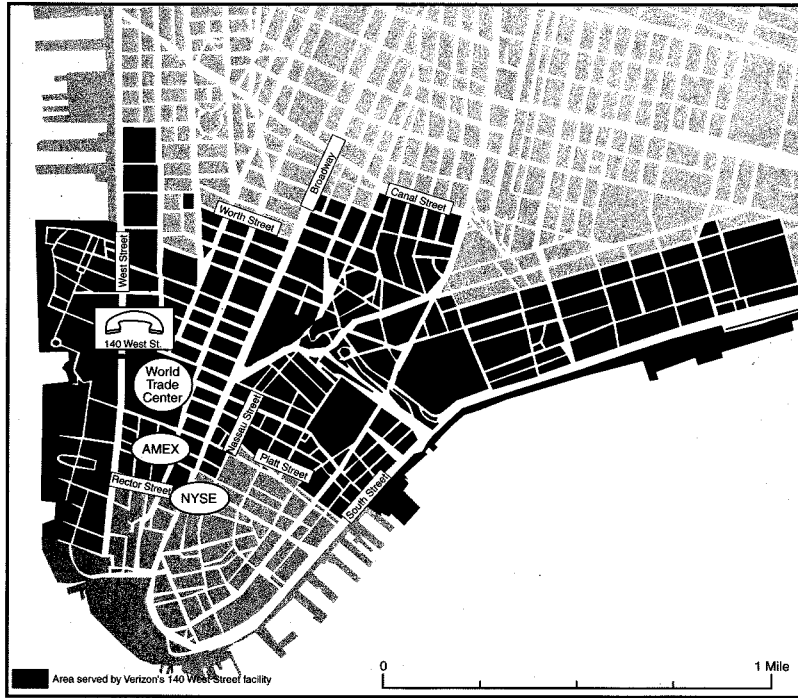 Broadway
Canal Street
Worth Street
West Street
140 West St.
World
Trade
Center
Nassau Street
AMEX
Platt Street
Rector Street
NYSE
South Street
0
1 Mile
Area served by Verizon's 140 West Street facility